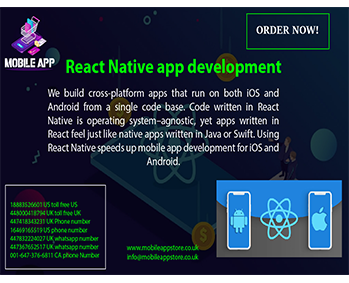 ORDER NOW!
MOBILE APP
React Native app development
We build cross-platform apps that run on both iOS and
Android from a single code base. Code written in React
Native is operating system–agnostic, yet apps written in
React feel just like native apps written in Java or Swift. Using
React Native speeds up mobile app development for iOS and
Android.
18883526601 US toll free US
448000418794 UK toll free UK
447418343231 UK Phone number
16469165519 US phone number
447832224027 UK whatsapp number
447367652517 UK whatsapp number
001-647-376-6811 CA phone Number
www.mobileappstore.co.uk
info@mobileappstore.co.uk